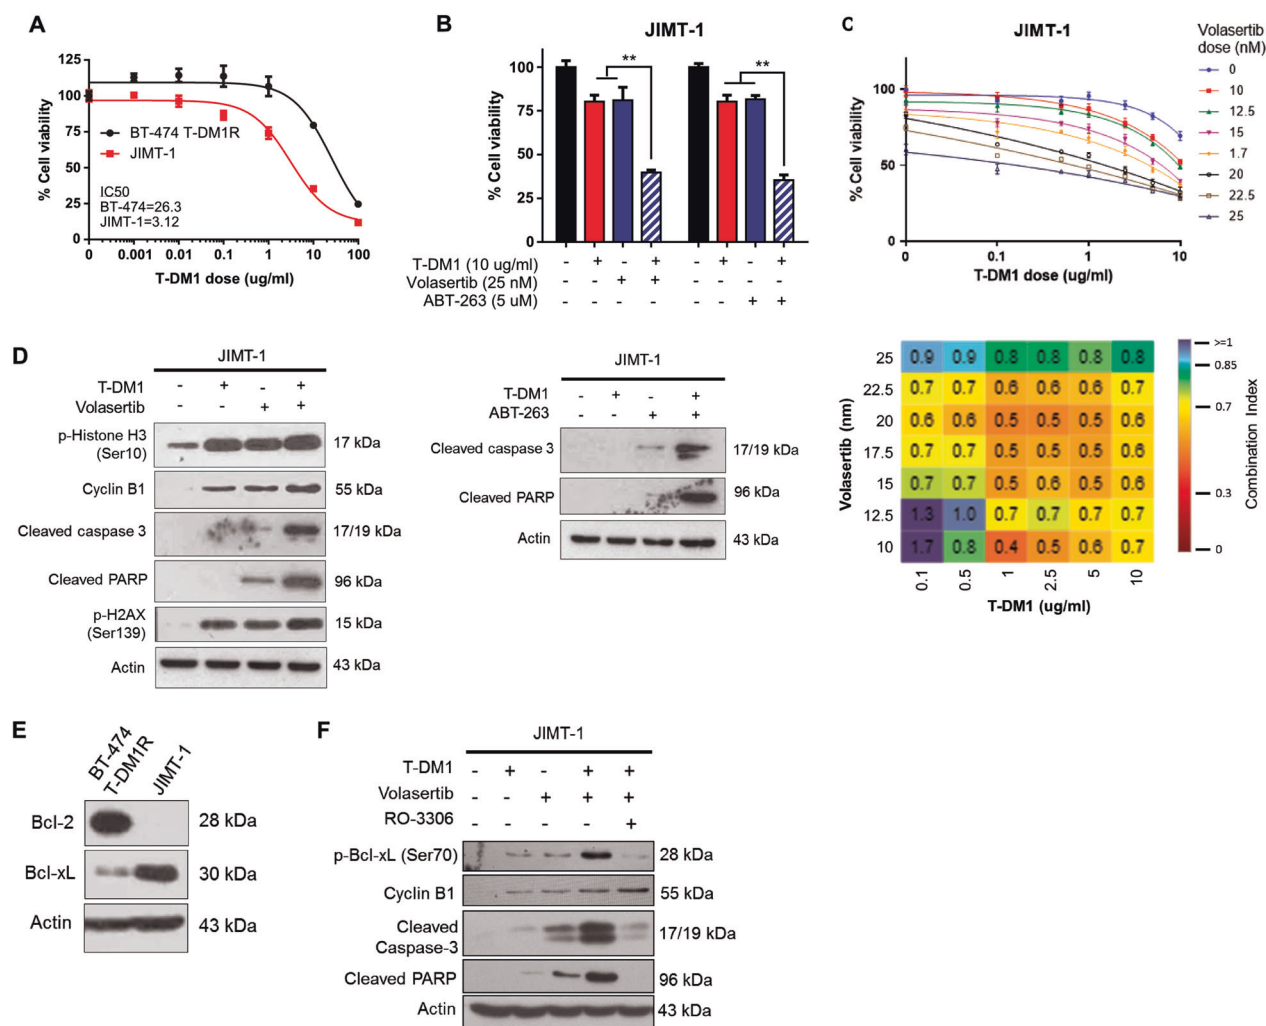 A
125
100
75
50
25
0
% Cell viability
BT-474 T-DM1R
JIMT-1
IC50
BT-474=26.3
JIMT-1=3.12
0 0.001 0.01 0.1 1 10 100
T-DM1 dose (ug/ml)
B
JIMT-1
100
75
50
25
0
% Cell viability
** **
T-DM1 (10 ug/ml) - + - + - + - +
Volasertib (25 nM) - - + + - - - -
ABT-263 (5 uM) - - - - - - + +
C
JIMT-1
100
50
0
% Cell viability
0 0.1 1 10
T-DM1 dose (ug/ml)
Volasertib
dose (nM)
0
10
12.5
15
1.7
20
22.5
25
Volasertib (nm)
25 0.9 0.9 0.8 0.8 0.8 0.8
22.5 0.7 0.7 0.6 0.6 0.6 0.7
20 0.6 0.6 0.5 0.5 0.5 0.6
17.5 0.7 0.7 0.5 0.5 0.5 0.6
15 0.7 0.7 0.5 0.6 0.5 0.6
12.5 1.3 1.0 0.7 0.7 0.7 0.7
10 1.7 0.8 0.4 0.5 0.6 0.7
0.1 0.5 1 2.5 5 10
T-DM1 (ug/ml)
>=1
0.85
0.7
0.3
0
Combination Index
D
JIMT-1
T-DM1 - + - +
Volasertib - - + +
p-Histone H3
(Ser10)
17 kDa
Cyclin B1 55 kDa
Cleaved caspase 3 17/19 kDa
Cleaved PARP 96 kDa
p-H2AX
(Ser139)
15 kDa
Actin 43 kDa
JIMT-1
T-DM1 - + - +
ABT-263 - - + +
Cleaved caspase 3 17/19 kDa
Cleaved PARP 96 kDa
Actin 43 kDa
E
BT-474
T-DM1R
JIMT-1
Bcl-2 28 kDa
Bcl-xL 30 kDa
Actin 43 kDa
F
JIMT-1
T-DM1 - + - + +
Volasertib - - + + +
RO-3306 - - - - +
p-Bcl-xL (Ser70) 28 kDa
Cyclin B1 55 kDa
Cleaved
Caspase-3
17/19 kDa
Cleaved PARP 96 kDa
Actin 43 kDa